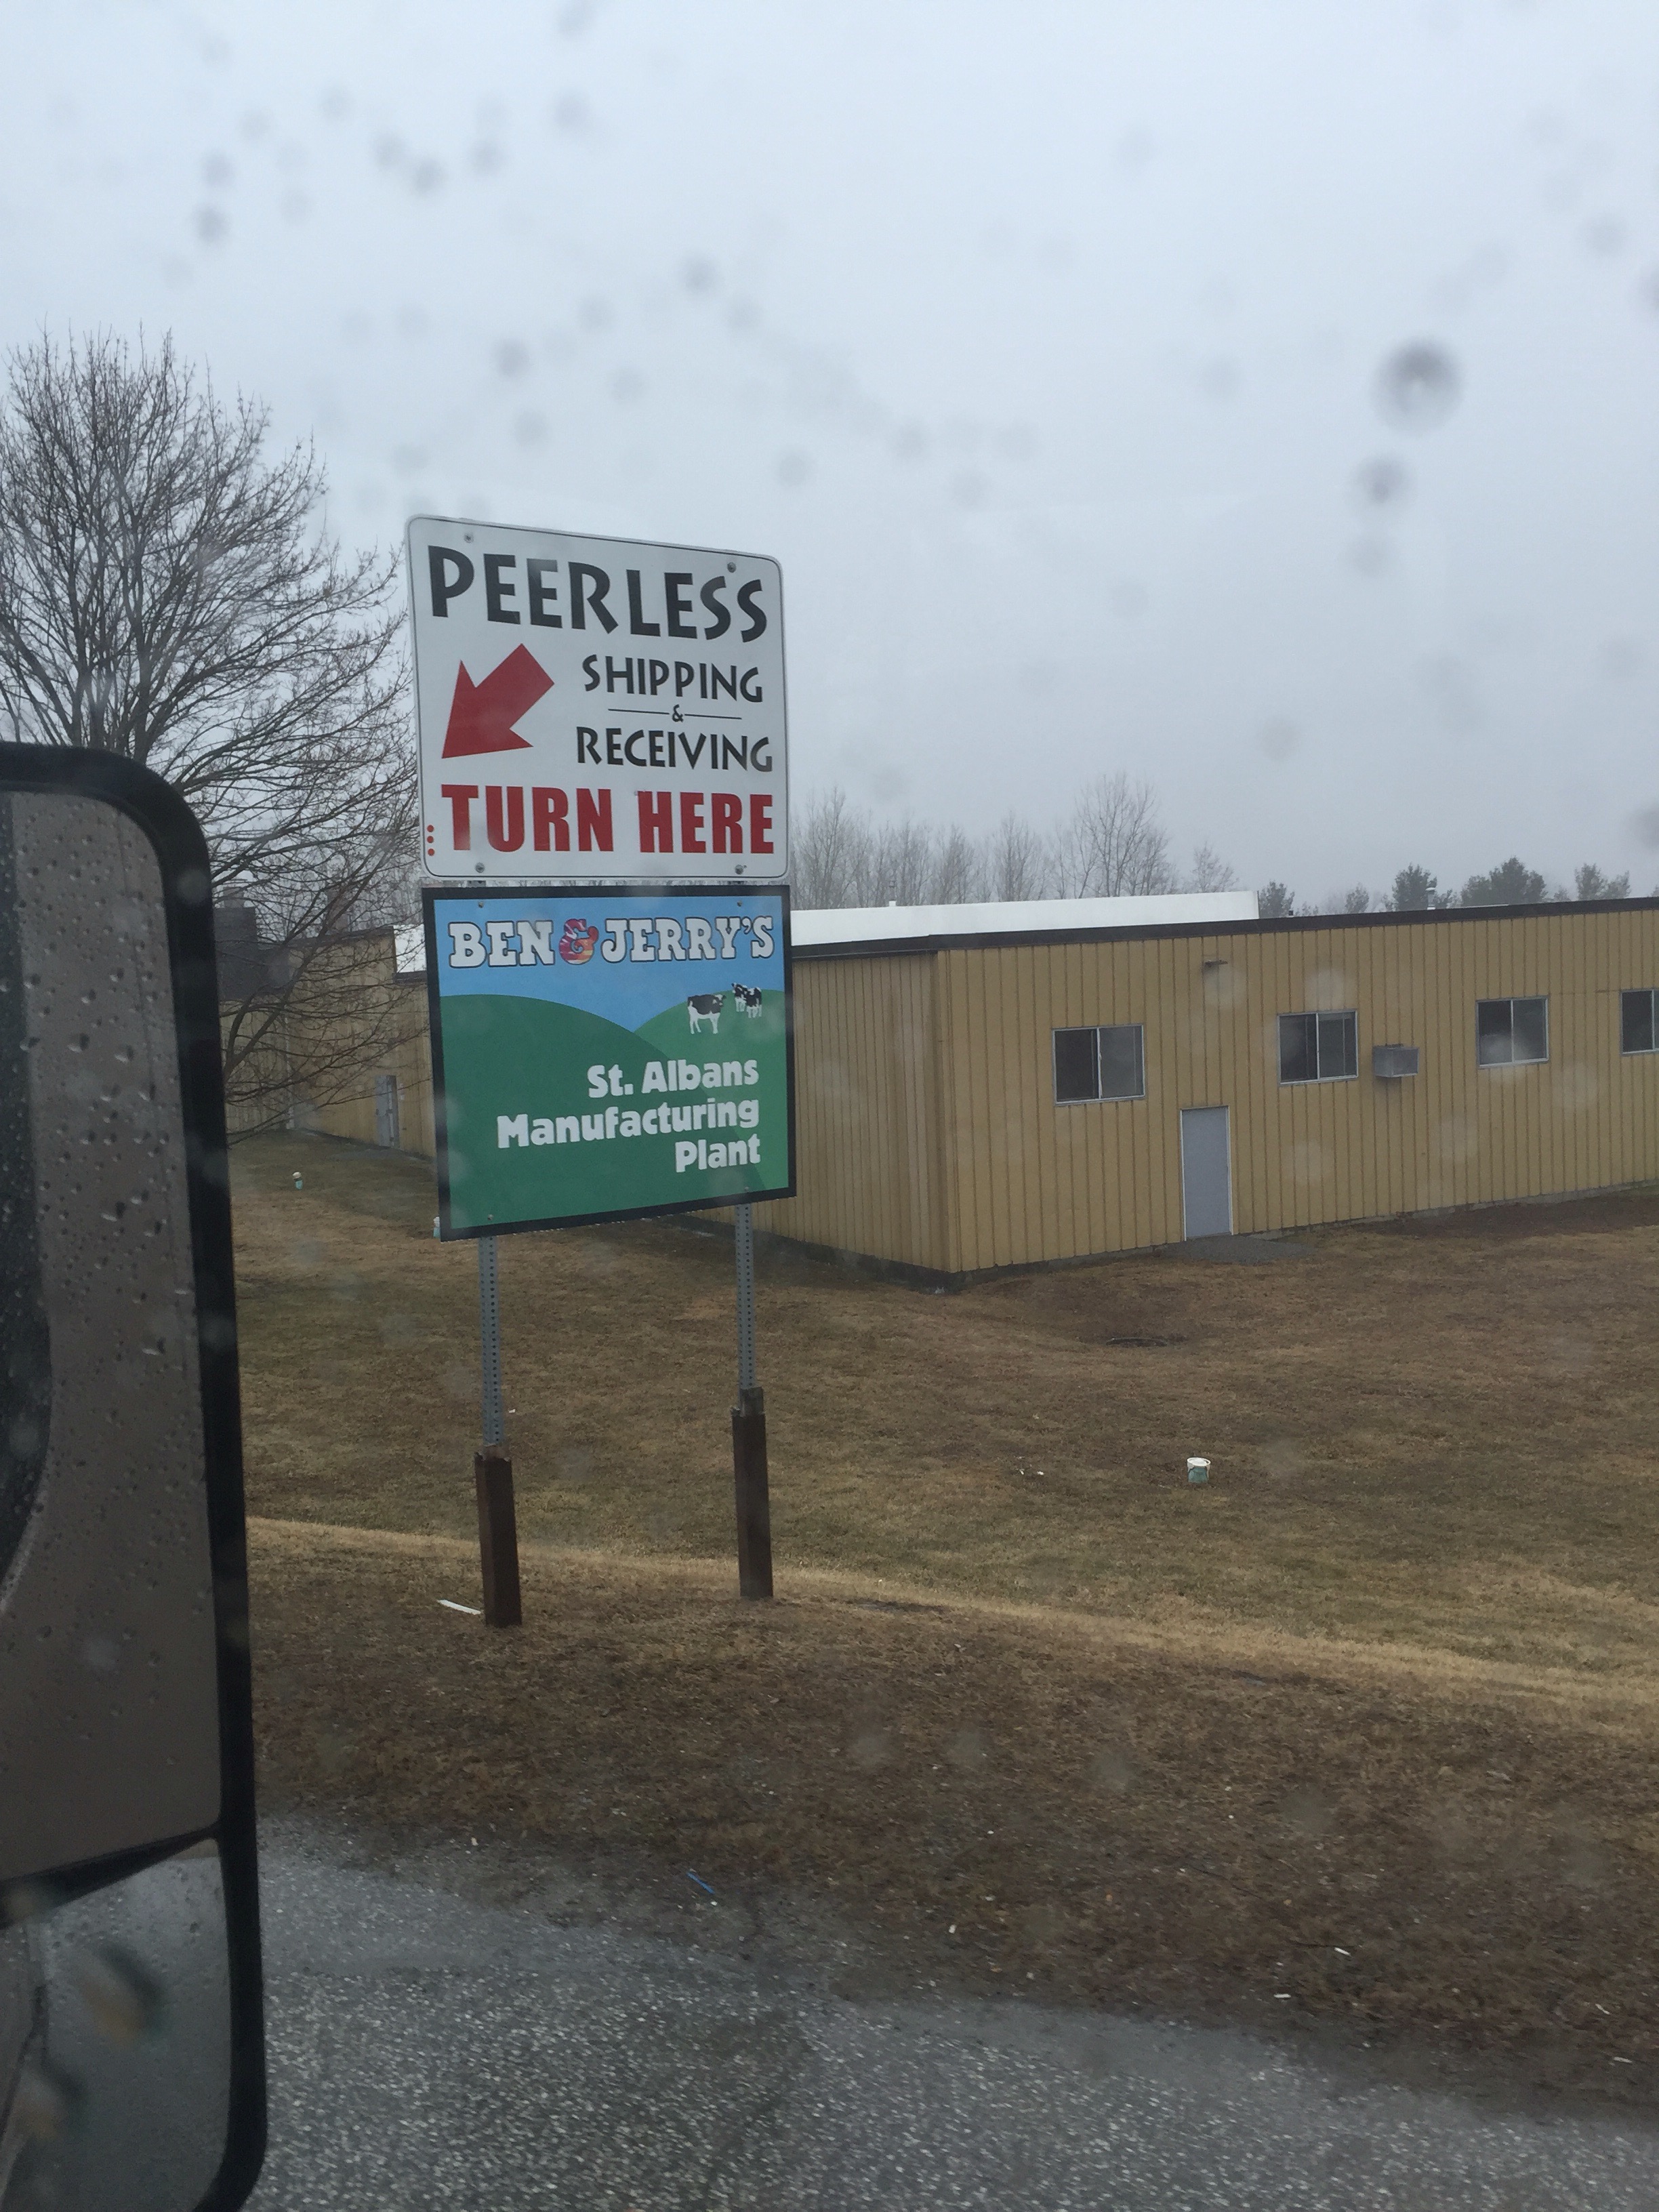 PEERLESS
SHIPPING
&
RECEIVING
TURN HERE
BEN & JERRY'S
St. Albans
Manufacturing
Plant